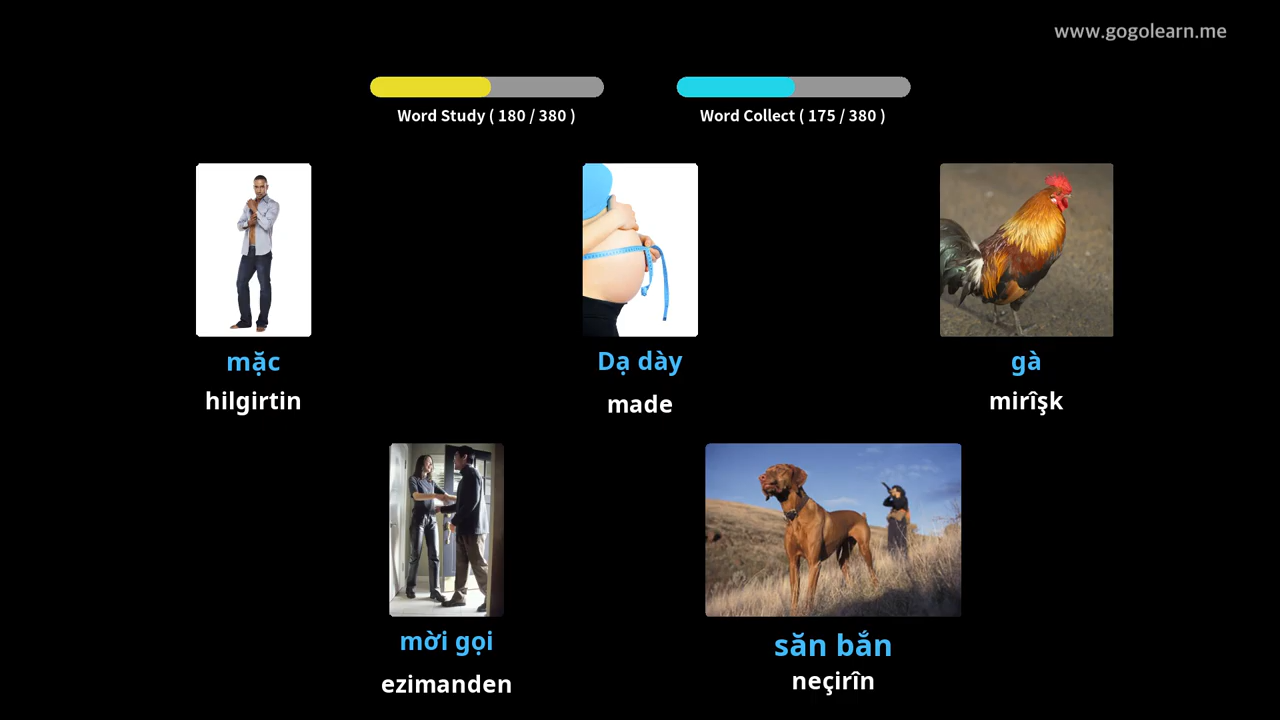 www.gogolearn.me
Word Study ( 180 / 380 )
Word Collect ( 175 / 380 )
mặc
hilgirtin
Dạ dày
made
gà
mirîşk
mời gọi
ezimanden
săn bắn
neçirîn